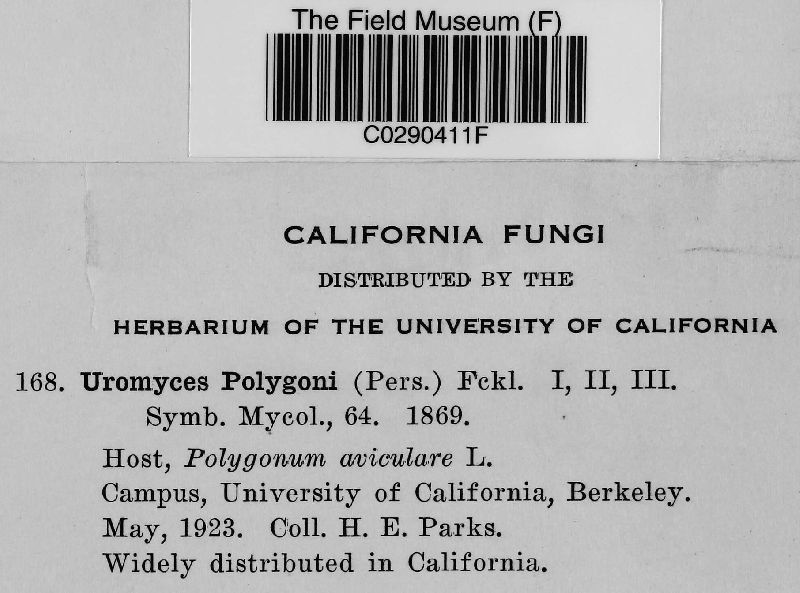 The Field Museum (F)
C0290411F
CALIFORNIA FUNGI
DISTRIBUTED BY THE
HERBARIUM OF THE UNIVERSITY OF CALIFORNIA
168. Uromyces Polygoni (Pers.) Fckl. I, II, III.
Symb. Mycol., 64. 1869.
Host, Polygonum aviculare L.
Campus, University of California, Berkeley.
May, 1923. Coll. H. E. Parks.
Widely distributed in California.